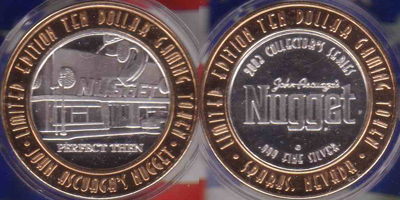 LIMITED EDITION TEN DOLLAR GAMING TOKEN
NUGGET
PERFECT THEN
• JOHN ASCUAGA'S NUGGET •
LIMITED EDITION TEN DOLLAR GAMING TOKEN
2002 COLLECTOR'S SERIES
John Ascuaga's
Nugget
.999 FINE SILVER
• SPARKS, NEVADA •